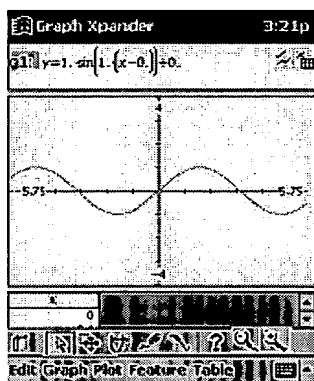 Graph Xpander 3:21p
y=1.·sin(1.·(x-0.))+0.
4
-5.75 5.75
-4
x
0
Edit Graph Plot Feature Table